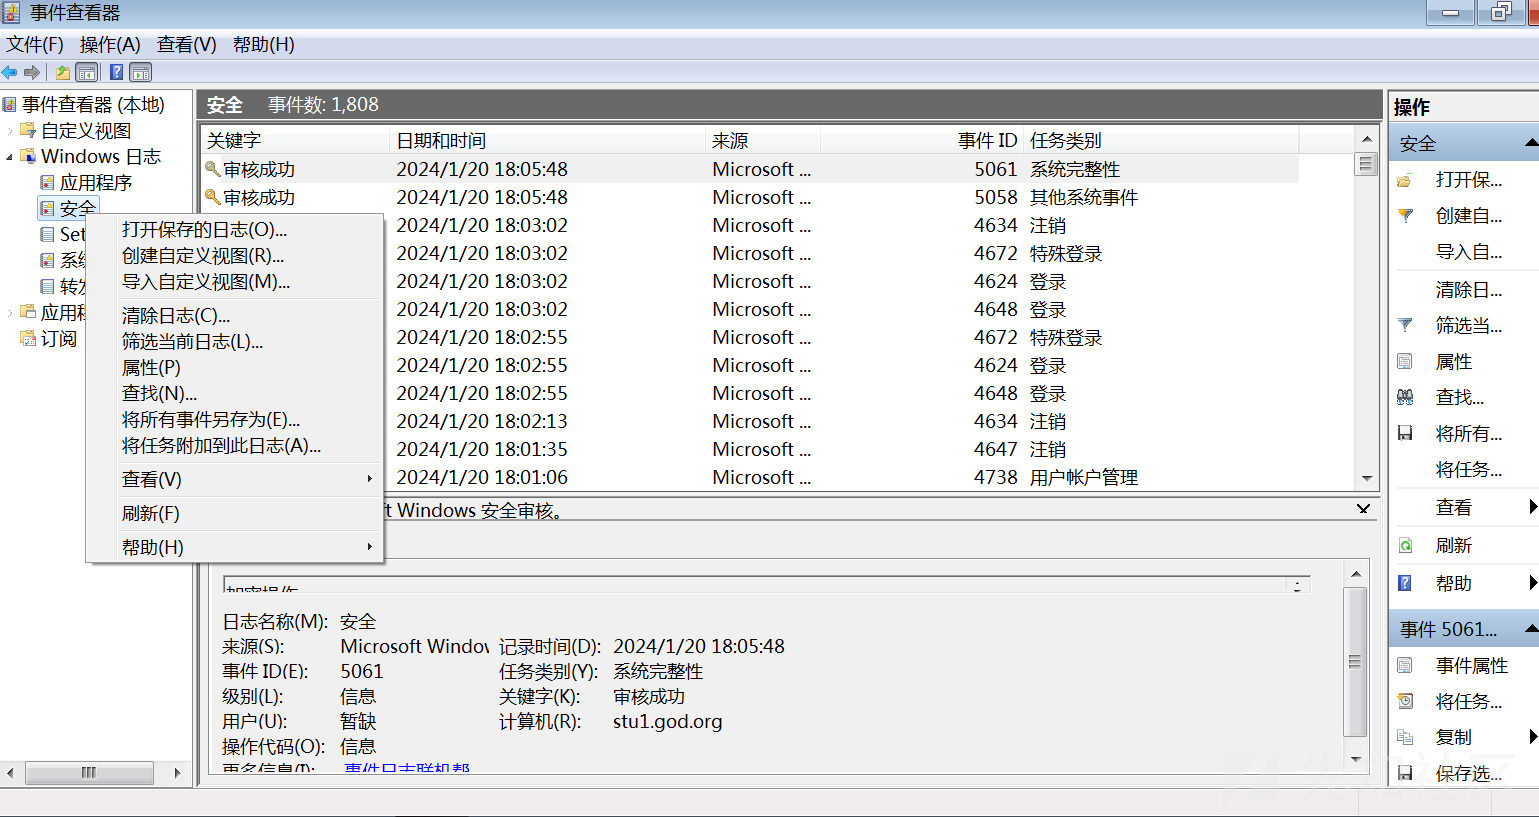 事件查看器
文件(F) 操作(A) 查看(V) 帮助(H)
事件查看器 (本地)
自定义视图
Windows 日志
应用程序
安全
Set
系
转
应用
订阅
打开保存的日志(O)...
创建自定义视图(R)...
导入自定义视图(M)...
清除日志(C)...
筛选当前日志(L)...
属性(P)
查找(N)...
将所有事件另存为(E)...
将任务附加到此日志(A)...
查看(V)
刷新(F)
帮助(H)
安全 事件数: 1,808
关键字 日期和时间 来源 事件 ID 任务类别
审核成功 2024/1/20 18:05:48 Microsoft ... 5061 系统完整性
审核成功 2024/1/20 18:05:48 Microsoft ... 5058 其他系统事件
2024/1/20 18:03:02 Microsoft ... 4634 注销
2024/1/20 18:03:02 Microsoft ... 4672 特殊登录
2024/1/20 18:03:02 Microsoft ... 4624 登录
2024/1/20 18:03:02 Microsoft ... 4648 登录
2024/1/20 18:02:55 Microsoft ... 4672 特殊登录
2024/1/20 18:02:55 Microsoft ... 4624 登录
2024/1/20 18:02:55 Microsoft ... 4648 登录
2024/1/20 18:02:13 Microsoft ... 4634 注销
2024/1/20 18:01:35 Microsoft ... 4647 注销
2024/1/20 18:01:06 Microsoft ... 4738 用户帐户管理
t Windows 安全审核。
加密操作
日志名称(M): 安全
来源(S): Microsoft Window 记录时间(D): 2024/1/20 18:05:48
事件 ID(E): 5061 任务类别(Y): 系统完整性
级别(L): 信息 关键字(K): 审核成功
用户(U): 暂缺 计算机(R): stu1.god.org
操作代码(O): 信息
更多信息(I): 事件日志联机帮
操作
安全
打开保...
创建自...
导入自...
清除日...
筛选当...
属性
查找...
将所有...
将任务...
查看
刷新
帮助
事件 5061...
事件属性
将任务...
复制
保存选...
先知社区